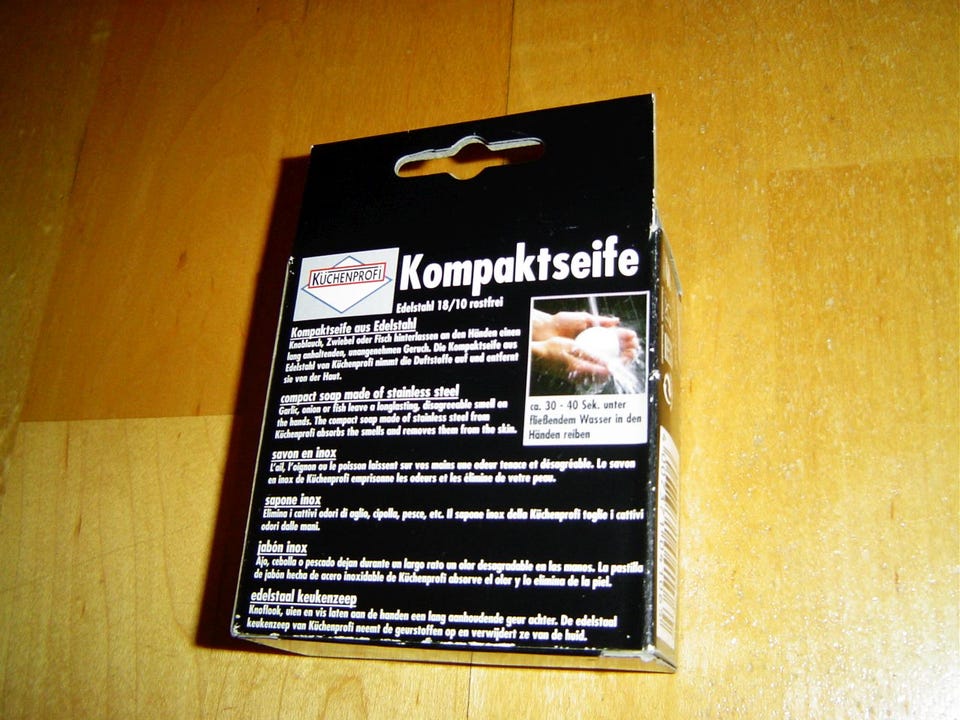 KÜCHENPROFI
Kompaktseife
Edelstahl 18/10 rostfrei
Kompaktseife aus Edelstahl
Knoblauch, Zwiebel oder Fisch hinterlassen an den Händen einen
lang anhaltenden, unangenehmen Geruch. Die Kompaktseife aus
Edelstahl von Küchenprofi nimmt die Duftstoffe auf und entfernt
sie von der Haut.
ca. 30 - 40 Sek. unter
fließendem Wasser in den
Händen reiben
compact soap made of stainless steel
Garlic, onion or fish leave a longlasting, disagreeable smell on
the hands. The compact soap made of stainless steel from
Küchenprofi absorbs the smells and removes them from the skin.
savon en inox
L'ail, l'oignon ou le poisson laissent sur vos mains une odeur tenace et désagréable. Le savon
en inox de Küchenprofi emprisonne les odeurs et les élimine de votre peau.
sapone inox
Elimina i cattivi odori di aglio, cipolla, pesce, etc. Il sapone inox della Küchenprofi toglie i cattivi
odori dalle mani.
jabón inox
Ajo, cebolla o pescado dejan durante un largo rato un olor desagradable en las manos. La pastilla
de jabón hecha de acero inoxidable de Küchenprofi absorve el olor y lo elimina de la piel.
edelstaal keukenzeep
Knoflook, uien en vis laten aan de handen een lang aanhoudende geur achter. De edelstaal
keukenzeep van Küchenprofi neemt de geurstoffen op en verwijdert ze van de huid.